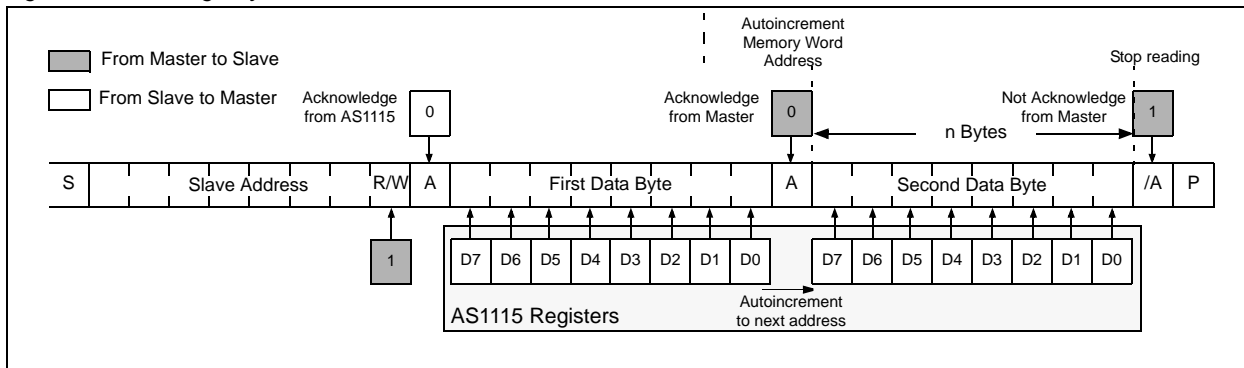 Autoincrement
Memory Word
Address
Stop reading
From Master to Slave
From Slave to Master
Acknowledge
from AS1115
0
Acknowledge
from Master
0
Not Acknowledge
from Master
1
n Bytes
S Slave Address R/W A First Data Byte A Second Data Byte /A P
1
D7 D6 D5 D4 D3 D2 D1 D0 D7 D6 D5 D4 D3 D2 D1 D0
Autoincrement
to next address
AS1115 Registers